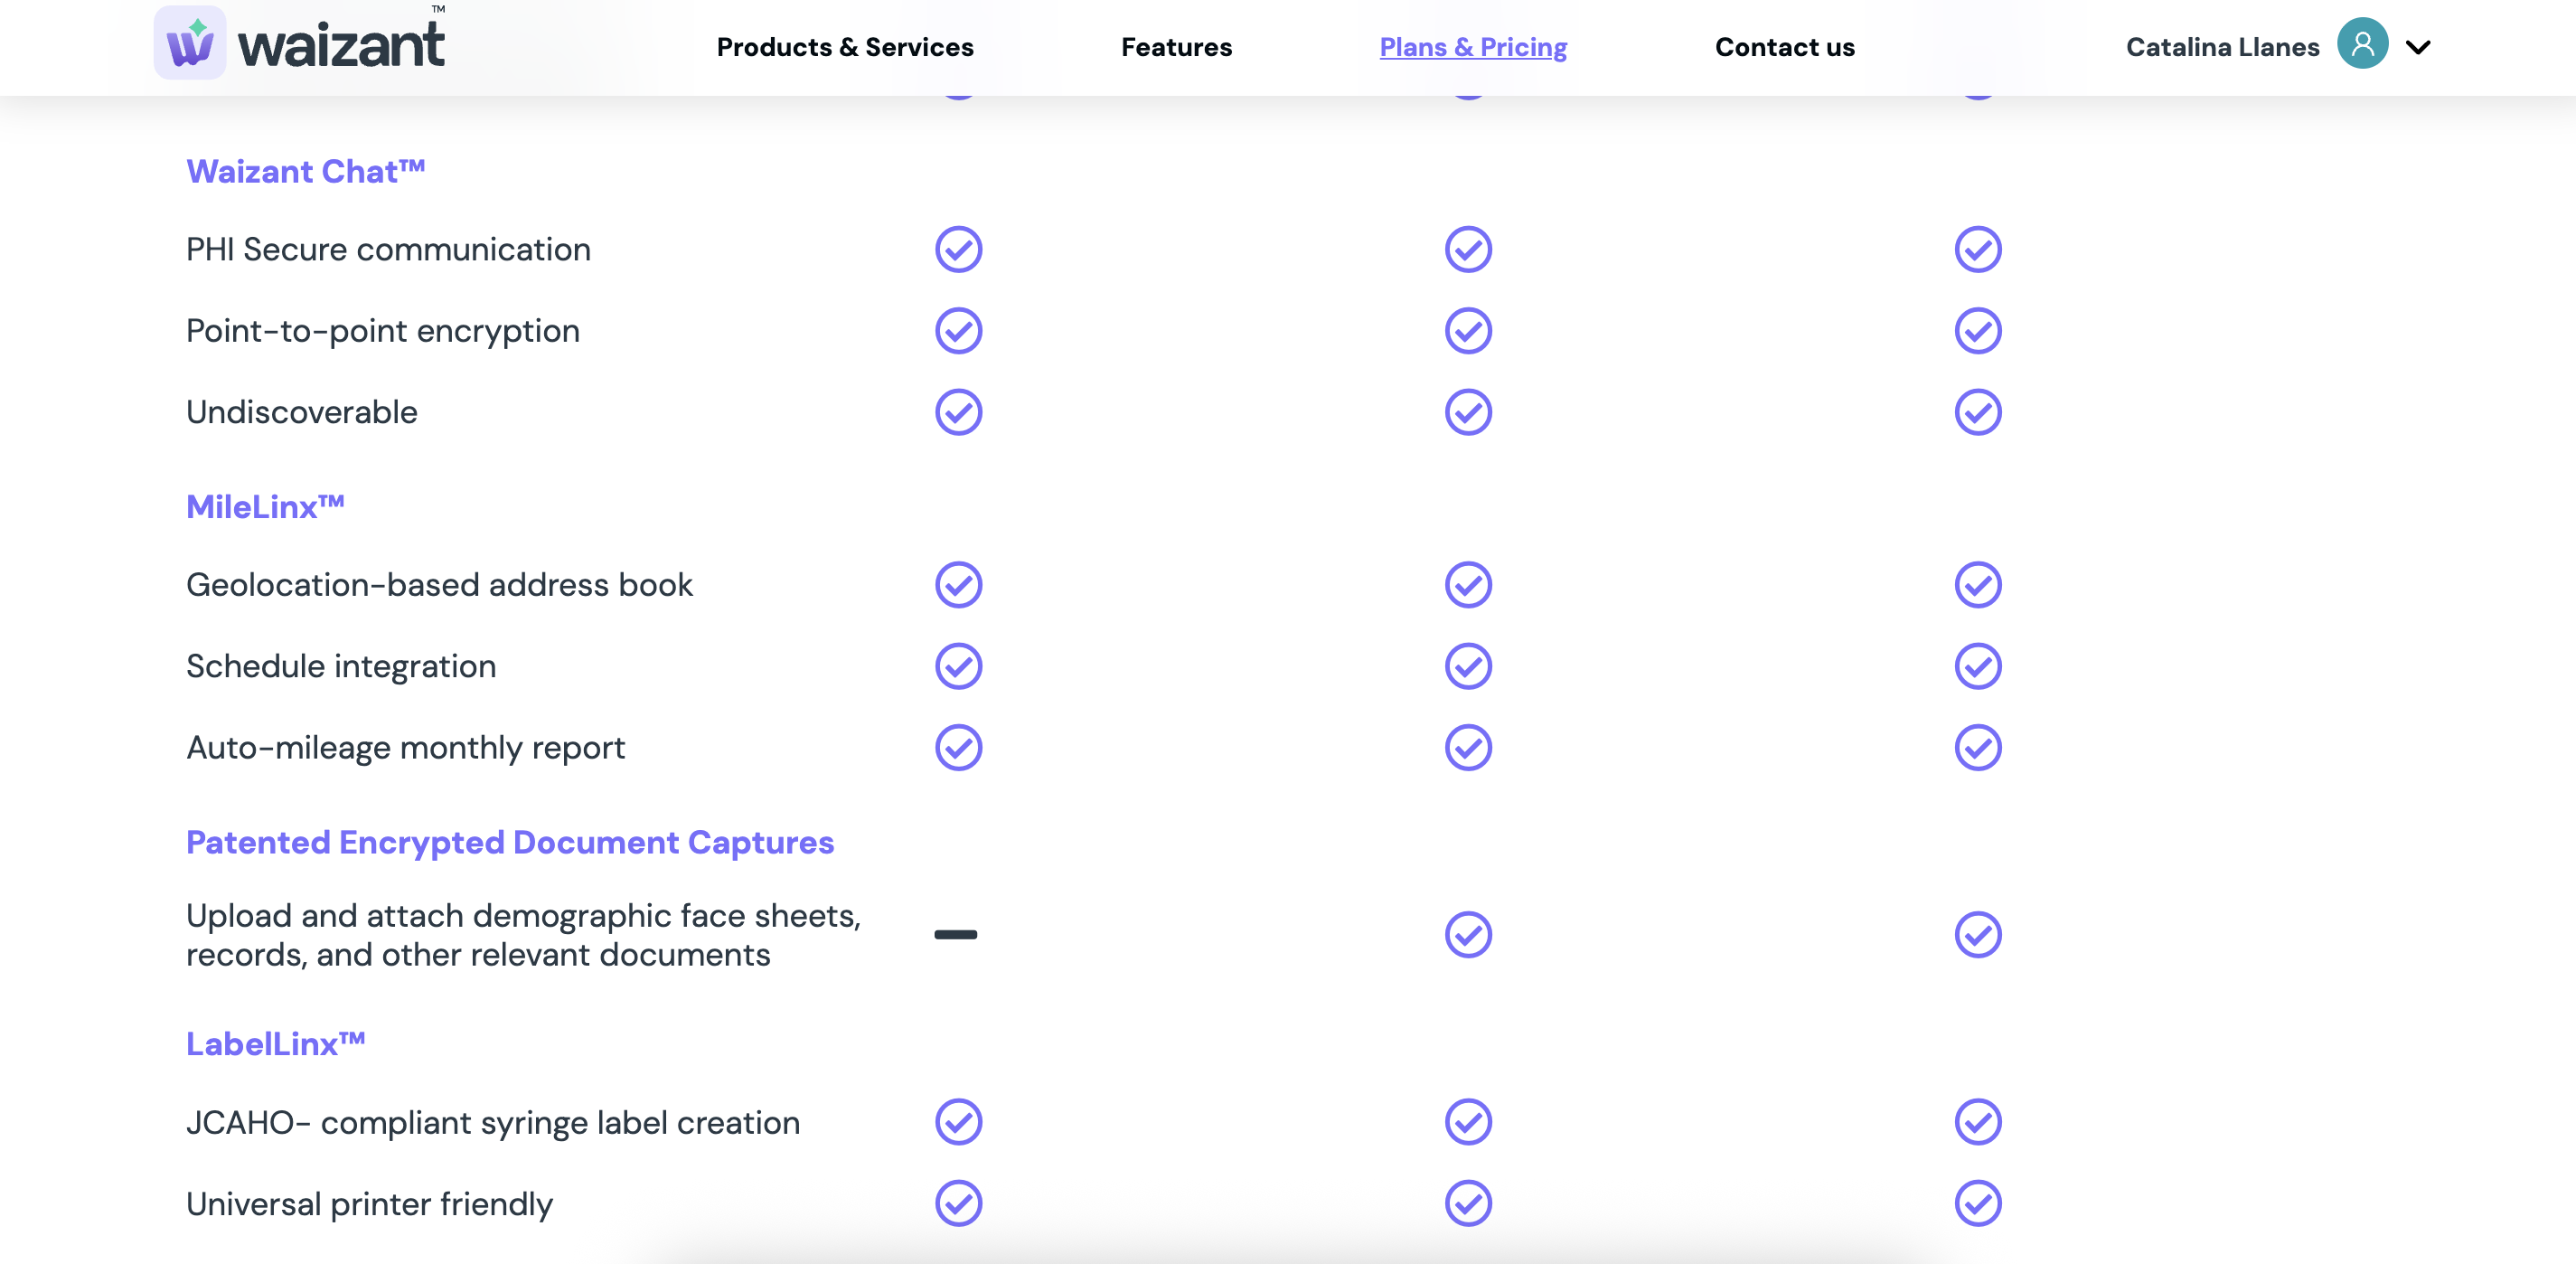 waizant™
Products & Services
Features
Plans & Pricing
Contact us
Catalina Llanes
Waizant Chat™
PHI Secure communication
Point-to-point encryption
Undiscoverable
MileLinx™
Geolocation-based address book
Schedule integration
Auto-mileage monthly report
Patented Encrypted Document Captures
Upload and attach demographic face sheets,
records, and other relevant documents
LabelLinx™
JCAHO- compliant syringe label creation
Universal printer friendly